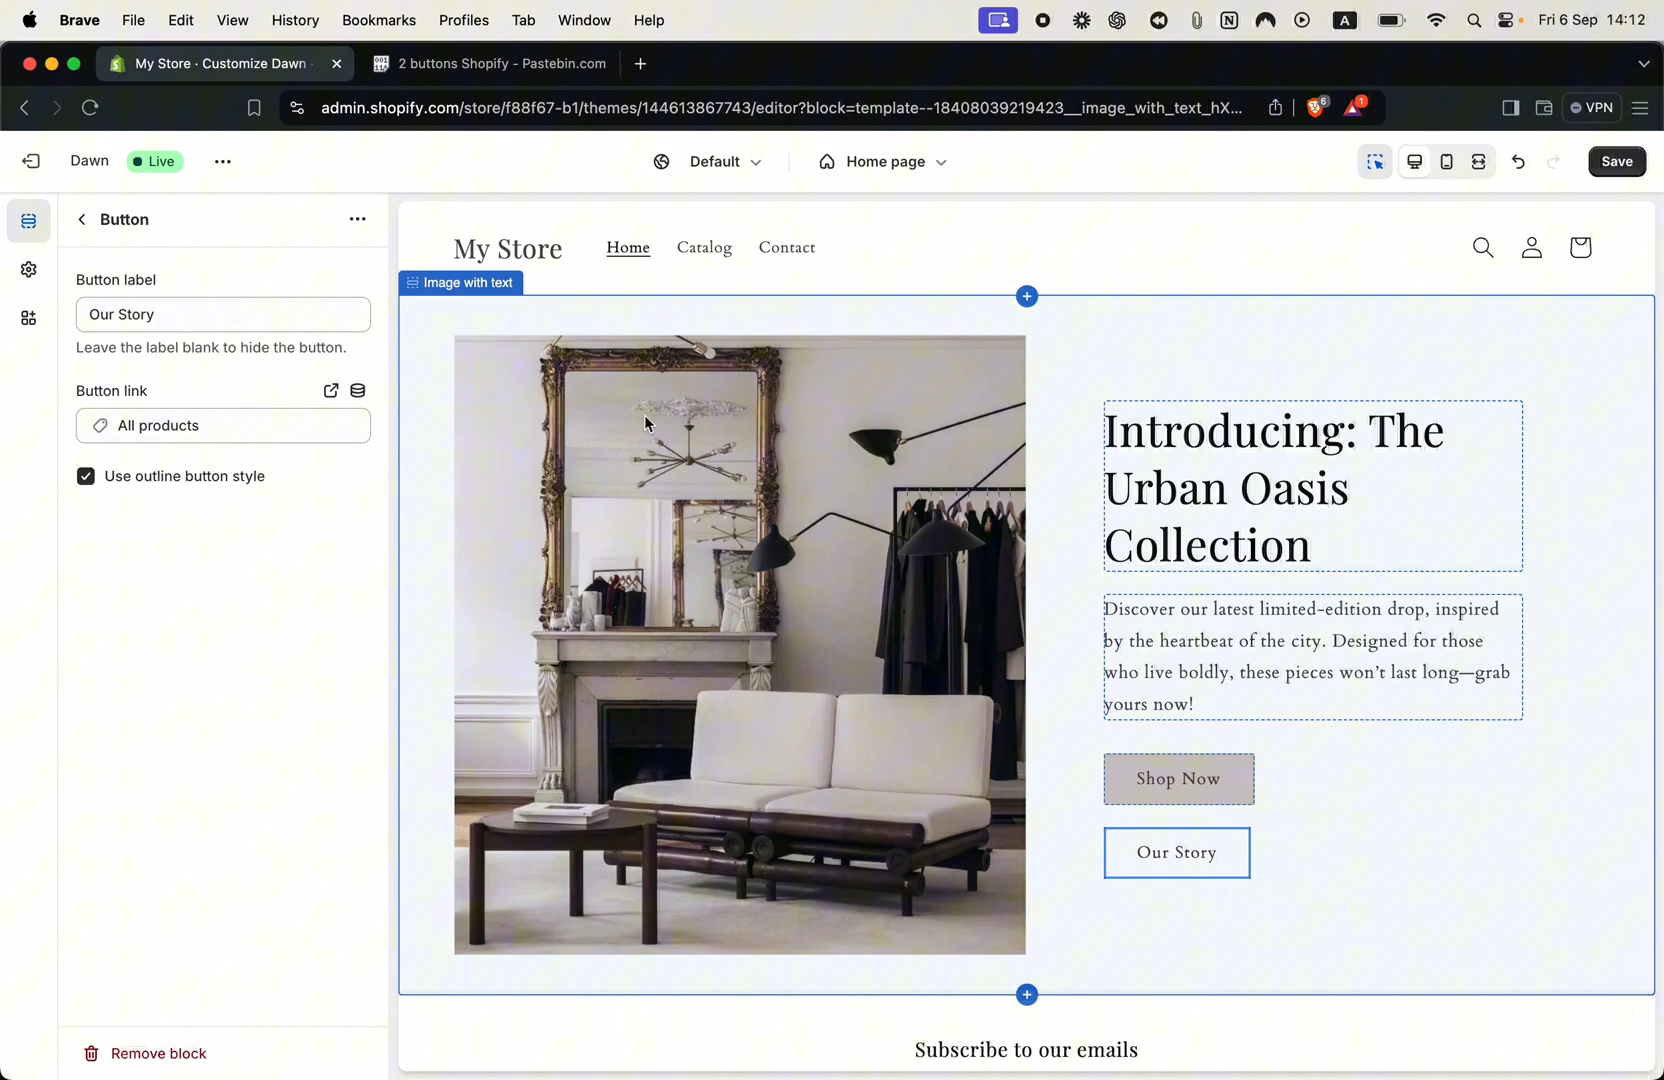 Brave File Edit View History Bookmarks Profiles Tab Window Help A Fri 6 Sep 14:12
My Store · Customize Dawn · 2 buttons Shopify - Pastebin.com
admin.shopify.com/store/f88f67-b1/themes/144613867743/editor?block=template--18408039219423__image_with_text_hX... 6 1 VPN
Dawn Live Default Home page Save
Button
Button label
Our Story
Leave the label blank to hide the button.
Button link
All products
Use outline button style
Remove block
My Store Home Catalog Contact
Image with text
Introducing: The
Urban Oasis
Collection
Discover our latest limited-edition drop, inspired
by the heartbeat of the city. Designed for those
who live boldly, these pieces won't last long—grab
yours now!
Shop Now
Our Story
Subscribe to our emails